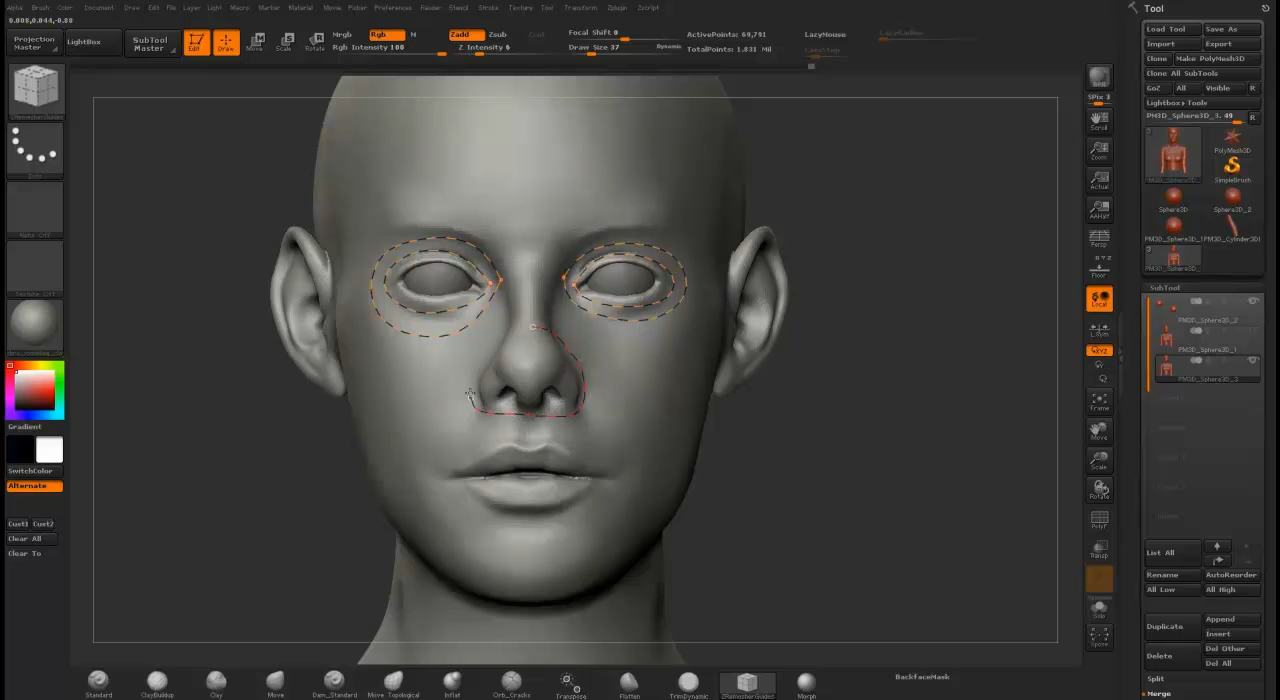 Alpha Brush Color Document Draw Edit File Layer Light Macro Marker Material Movie Picker Preferences Render Stencil Stroke Texture Tool Transform Zplugin Zscript
Tool
0.008,0.044,-0.08
Projection Master
LightBox
SubTool Master
Edit
Draw
Move
Scale
Rotate
Mrgb
Rgb
M
Rgb Intensity 100
Zadd
Zsub
Z Intensity 6
Focal Shift 0
Draw Size 37
Dynamic
ActivePoints: 69,791
TotalPoints: 1.831 Mil
LazyMouse
Load Tool
Save As
Import
Export
Clone
Make PolyMesh3D
Clone All SubTools
GoZ
All
Visible
R
Lightbox▸ Tools
PM3D_Sphere3D_3. 49
R
PolyMesh3D
SimpleBrush
Sphere3D
Sphere3D_2
PM3D_Sphere3D_1
PM3D_Cylinder3D
PM3D_Sphere3D_
SubTool
PM3D_Sphere3D_2
PM3D_Sphere3D_1
PM3D_Sphere3D_3
List All
Rename
AutoReorder
All Low
All High
Duplicate
Append
Insert
Delete
Del Other
Del All
Split
Merge
SPix 3
Scroll
Zoom
Actual
AAHalf
Persp
Floor
Local
L.Sym
XYZ
Frame
Move
Scale
Rotate
PolyF
Transp
Solo
Gradient
SwitchColor
Alternate
Cust1 Cust2
Clear All
Clear To
Standard
ClayBuildup
Clay
Move
Dam_Standard
Move Topological
Inflat
Orb_Cracks
Transpose
Flatten
TrimDynamic
ZRemesherGuides
Morph
BackFaceMask